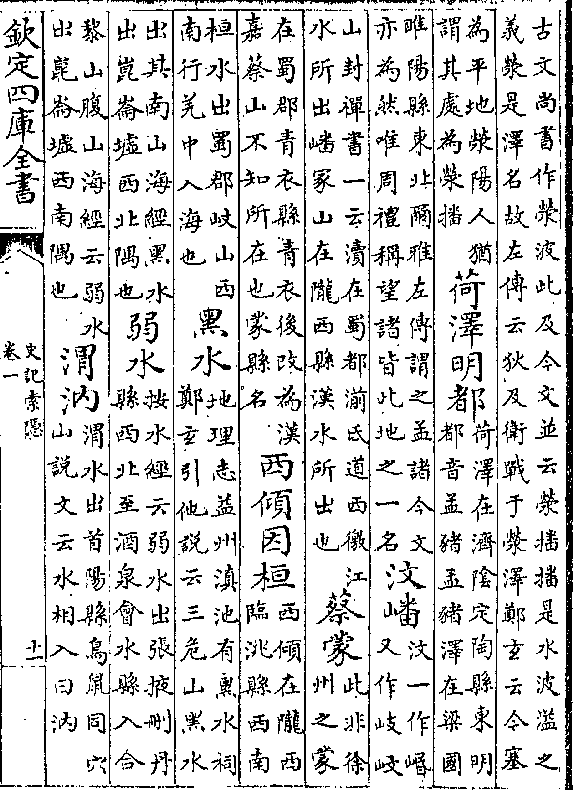 古文尚書作滎波此及今文並云滎播播是水波溢之
義滎是澤名故左傳云狄及衛戰于滎澤鄭玄云今塞
為平地滎陽人猶
謂其處為滎播
荷澤明都
荷澤在濟陰定陶縣東明
都音孟豬孟豬澤在梁國
睢陽縣東北爾雅左傳謂之孟諸今文
亦為然唯周禮稱望諸皆此地之一名
汶嶓
汶一作崏
又作岐岐
山封禪書一云瀆在蜀都湔氐道西徼江
水所出嶓冢山在隴西縣漢水所出也
蔡蒙
此非徐
州之蒙
在蜀郡青衣縣青衣後改為漢
嘉蔡山不知所在也蒙縣名
西傾因桓
西傾在隴西
臨洮縣西南
桓水出蜀郡岐山西
南行羌中入海也
黑水
地理志益州滇池有黑水祠
鄭玄引他說云三危山黑水
出其南山海經黑水
出崑崙墟西北隅也
弱水
按水經云弱水出張掖刪丹
縣西北至酒泉會水縣入合
黎山腹山海經云弱水
出崑崙墟西南隅也
渭汭
渭水出首陽縣鳥鼠同穴
山說文云水相入曰汭
欽定四庫全書
史記索隱
卷一
十一